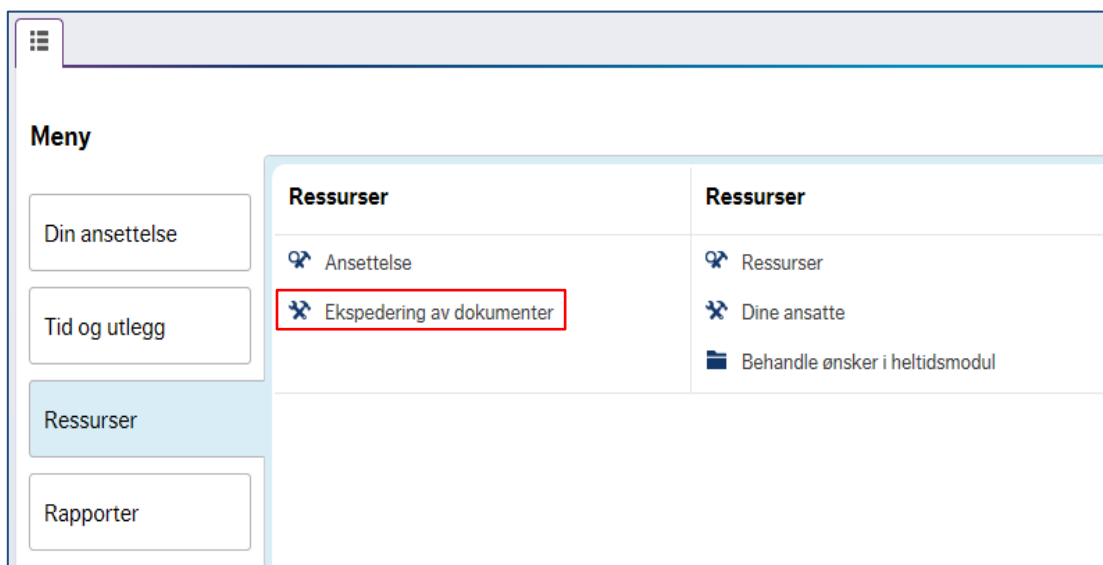 Meny
Din ansettelse
Tid og utlegg
Ressurser
Rapporter
Ressurser
Ansettelse
Ekspedering av dokumenter
Ressurser
Ressurser
Dine ansatte
Behandle ønsker i heltidsmodul